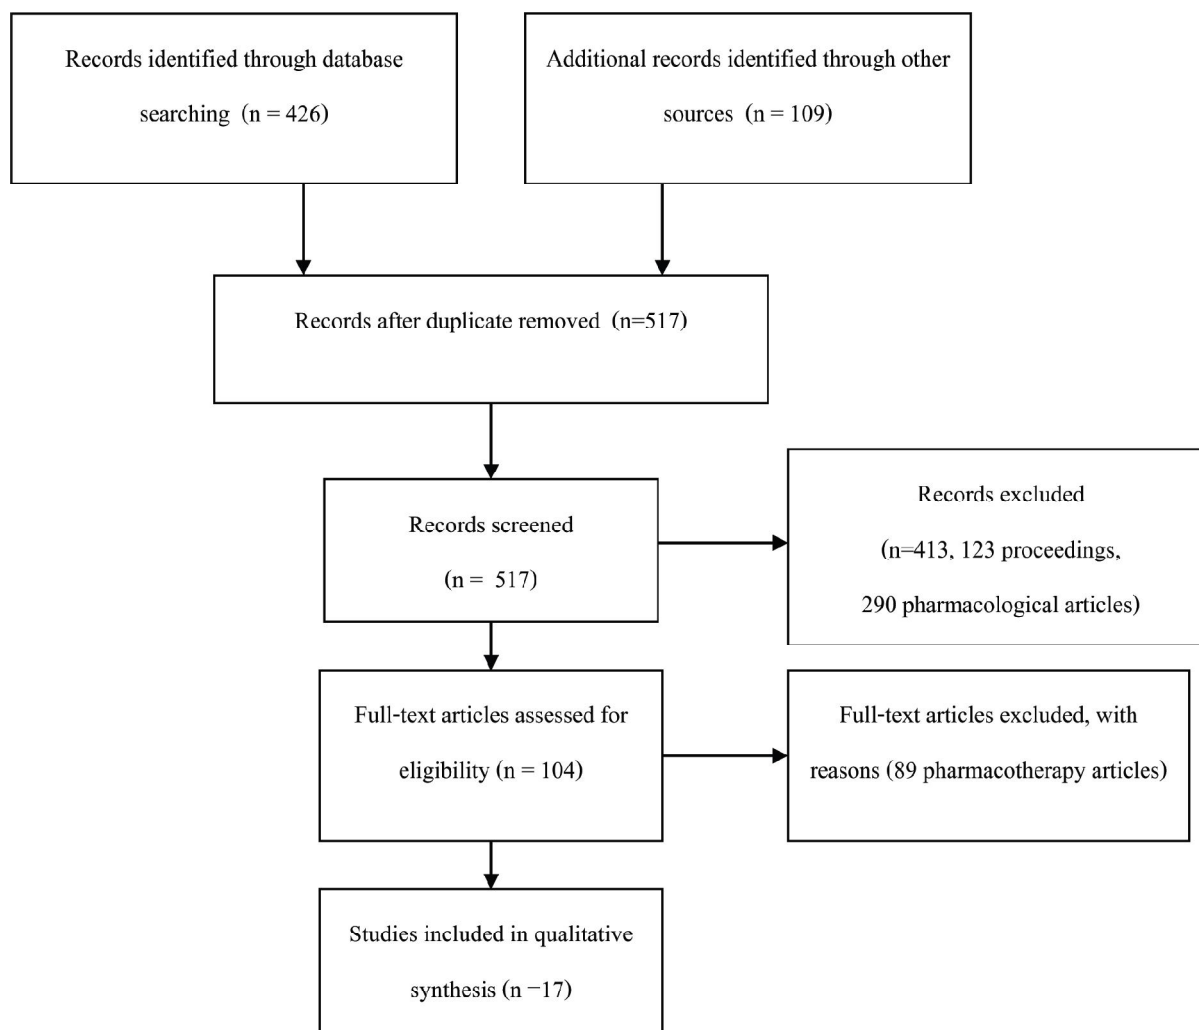 Records identified through database
searching (n = 426)
Additional records identified through other
sources (n = 109)
Records after duplicate removed (n=517)
Records screened
(n = 517)
Records excluded
(n=413, 123 proceedings,
290 pharmacological articles)
Full-text articles assessed for
eligibility (n = 104)
Full-text articles excluded, with
reasons (89 pharmacotherapy articles)
Studies included in qualitative
synthesis (n −17)